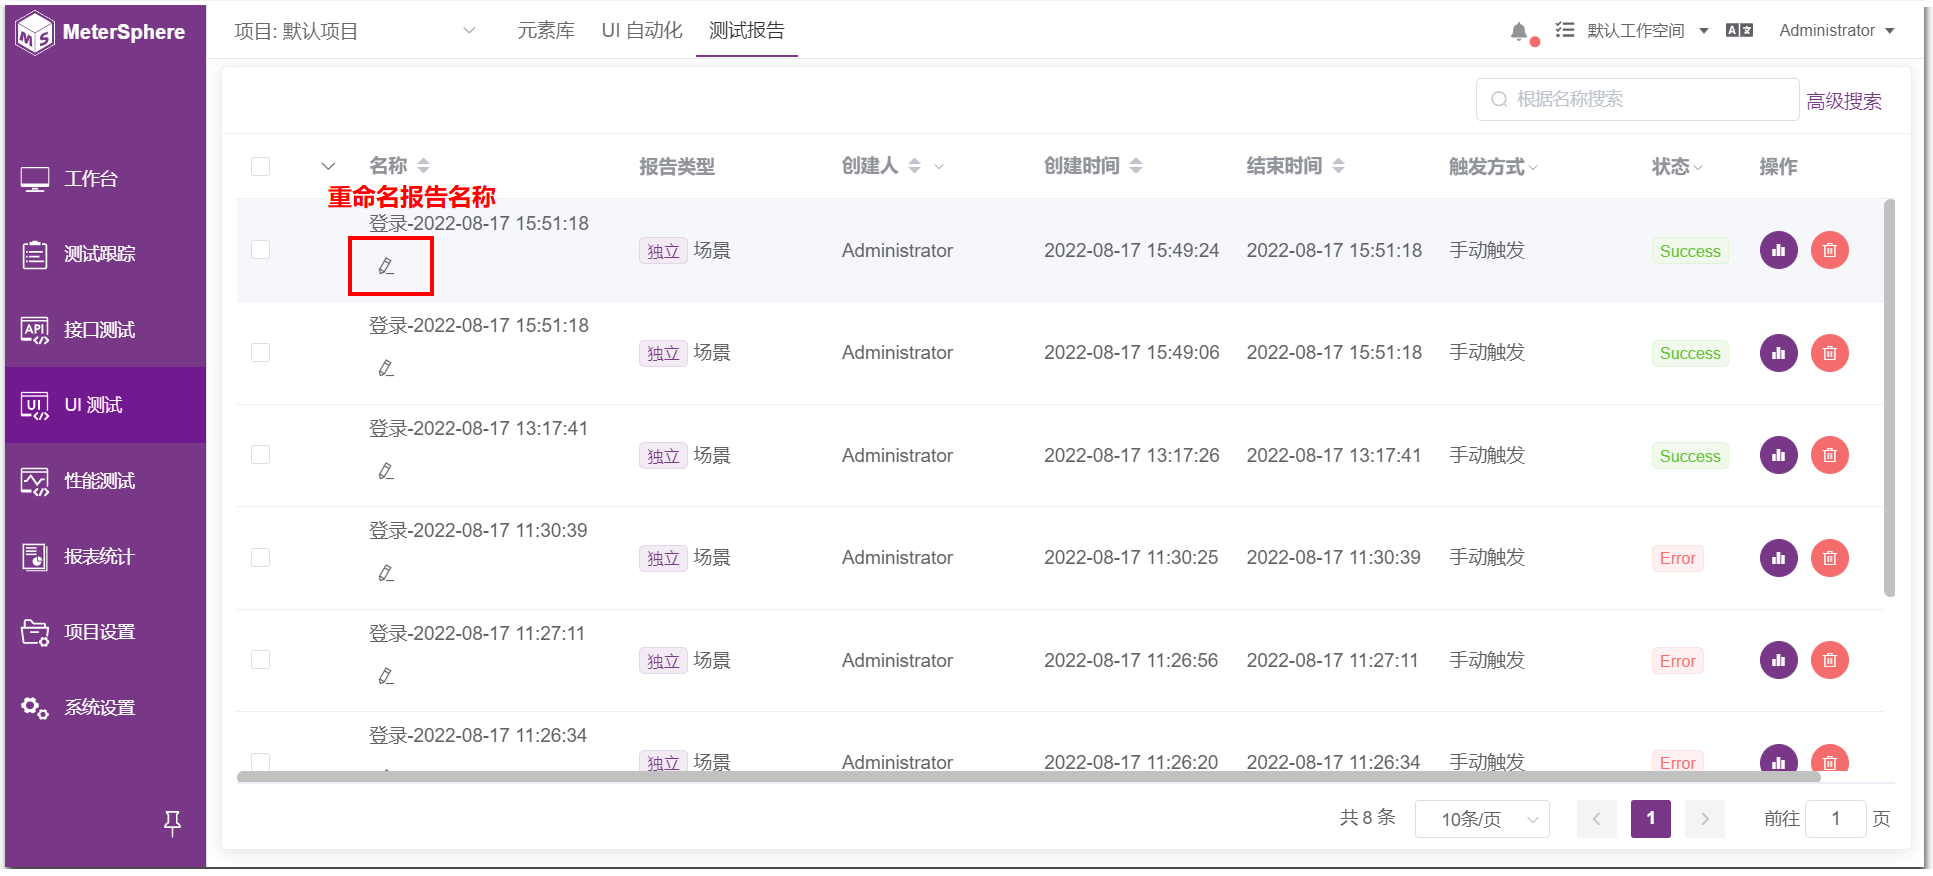 MeterSphere
项目: 默认项目
元素库
UI 自动化
测试报告
默认工作空间
Administrator
根据名称搜索
高级搜索
工作台
测试跟踪
接口测试
UI 测试
性能测试
报表统计
项目设置
系统设置
名称 报告类型 创建人 创建时间 结束时间 触发方式 状态 操作
重命名报告名称
登录-2022-08-17 15:51:18
独立 场景 Administrator 2022-08-17 15:49:24 2022-08-17 15:51:18 手动触发 Success
登录-2022-08-17 15:51:18
独立 场景 Administrator 2022-08-17 15:49:06 2022-08-17 15:51:18 手动触发 Success
登录-2022-08-17 13:17:41
独立 场景 Administrator 2022-08-17 13:17:26 2022-08-17 13:17:41 手动触发 Success
登录-2022-08-17 11:30:39
独立 场景 Administrator 2022-08-17 11:30:25 2022-08-17 11:30:39 手动触发 Error
登录-2022-08-17 11:27:11
独立 场景 Administrator 2022-08-17 11:26:56 2022-08-17 11:27:11 手动触发 Error
登录-2022-08-17 11:26:34
独立 场景 Administrator 2022-08-17 11:26:20 2022-08-17 11:26:34 手动触发 Error
共 8 条 10条/页 1 前往 1 页